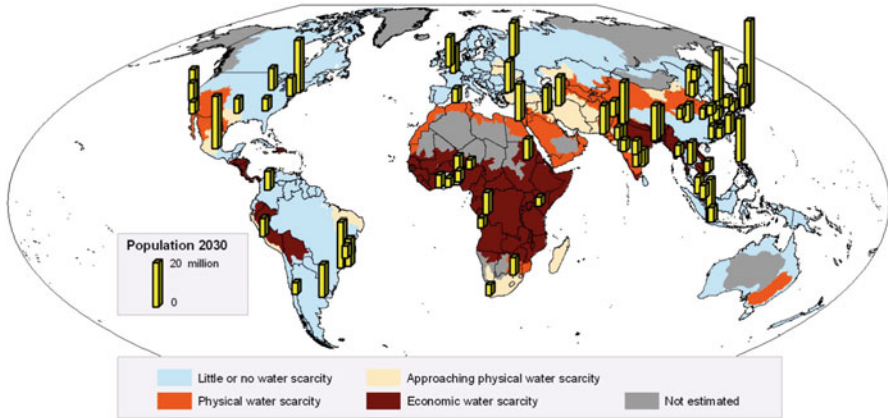 Population 2030
20 million
0
Little or no water scarcity
Approaching physical water scarcity
Physical water scarcity
Economic water scarcity
Not estimated